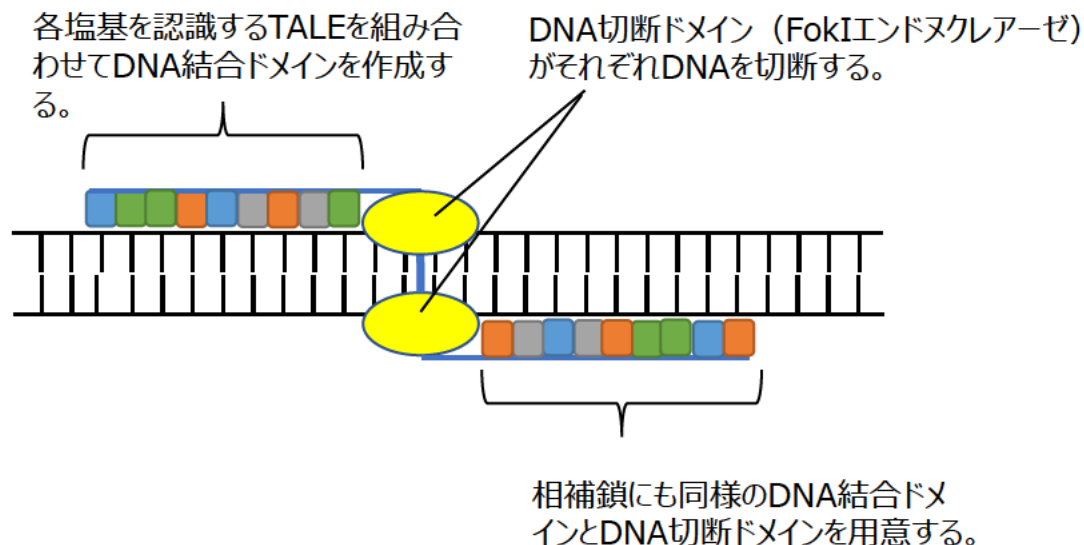 各塩基を認識するTALEを組み合
わせてDNA結合ドメインを作成す
る。
DNA切断ドメイン（FokIエンドヌクレアーゼ）
がそれぞれDNAを切断する。
相補鎖にも同様のDNA結合ドメ
インとDNA切断ドメインを用意する。